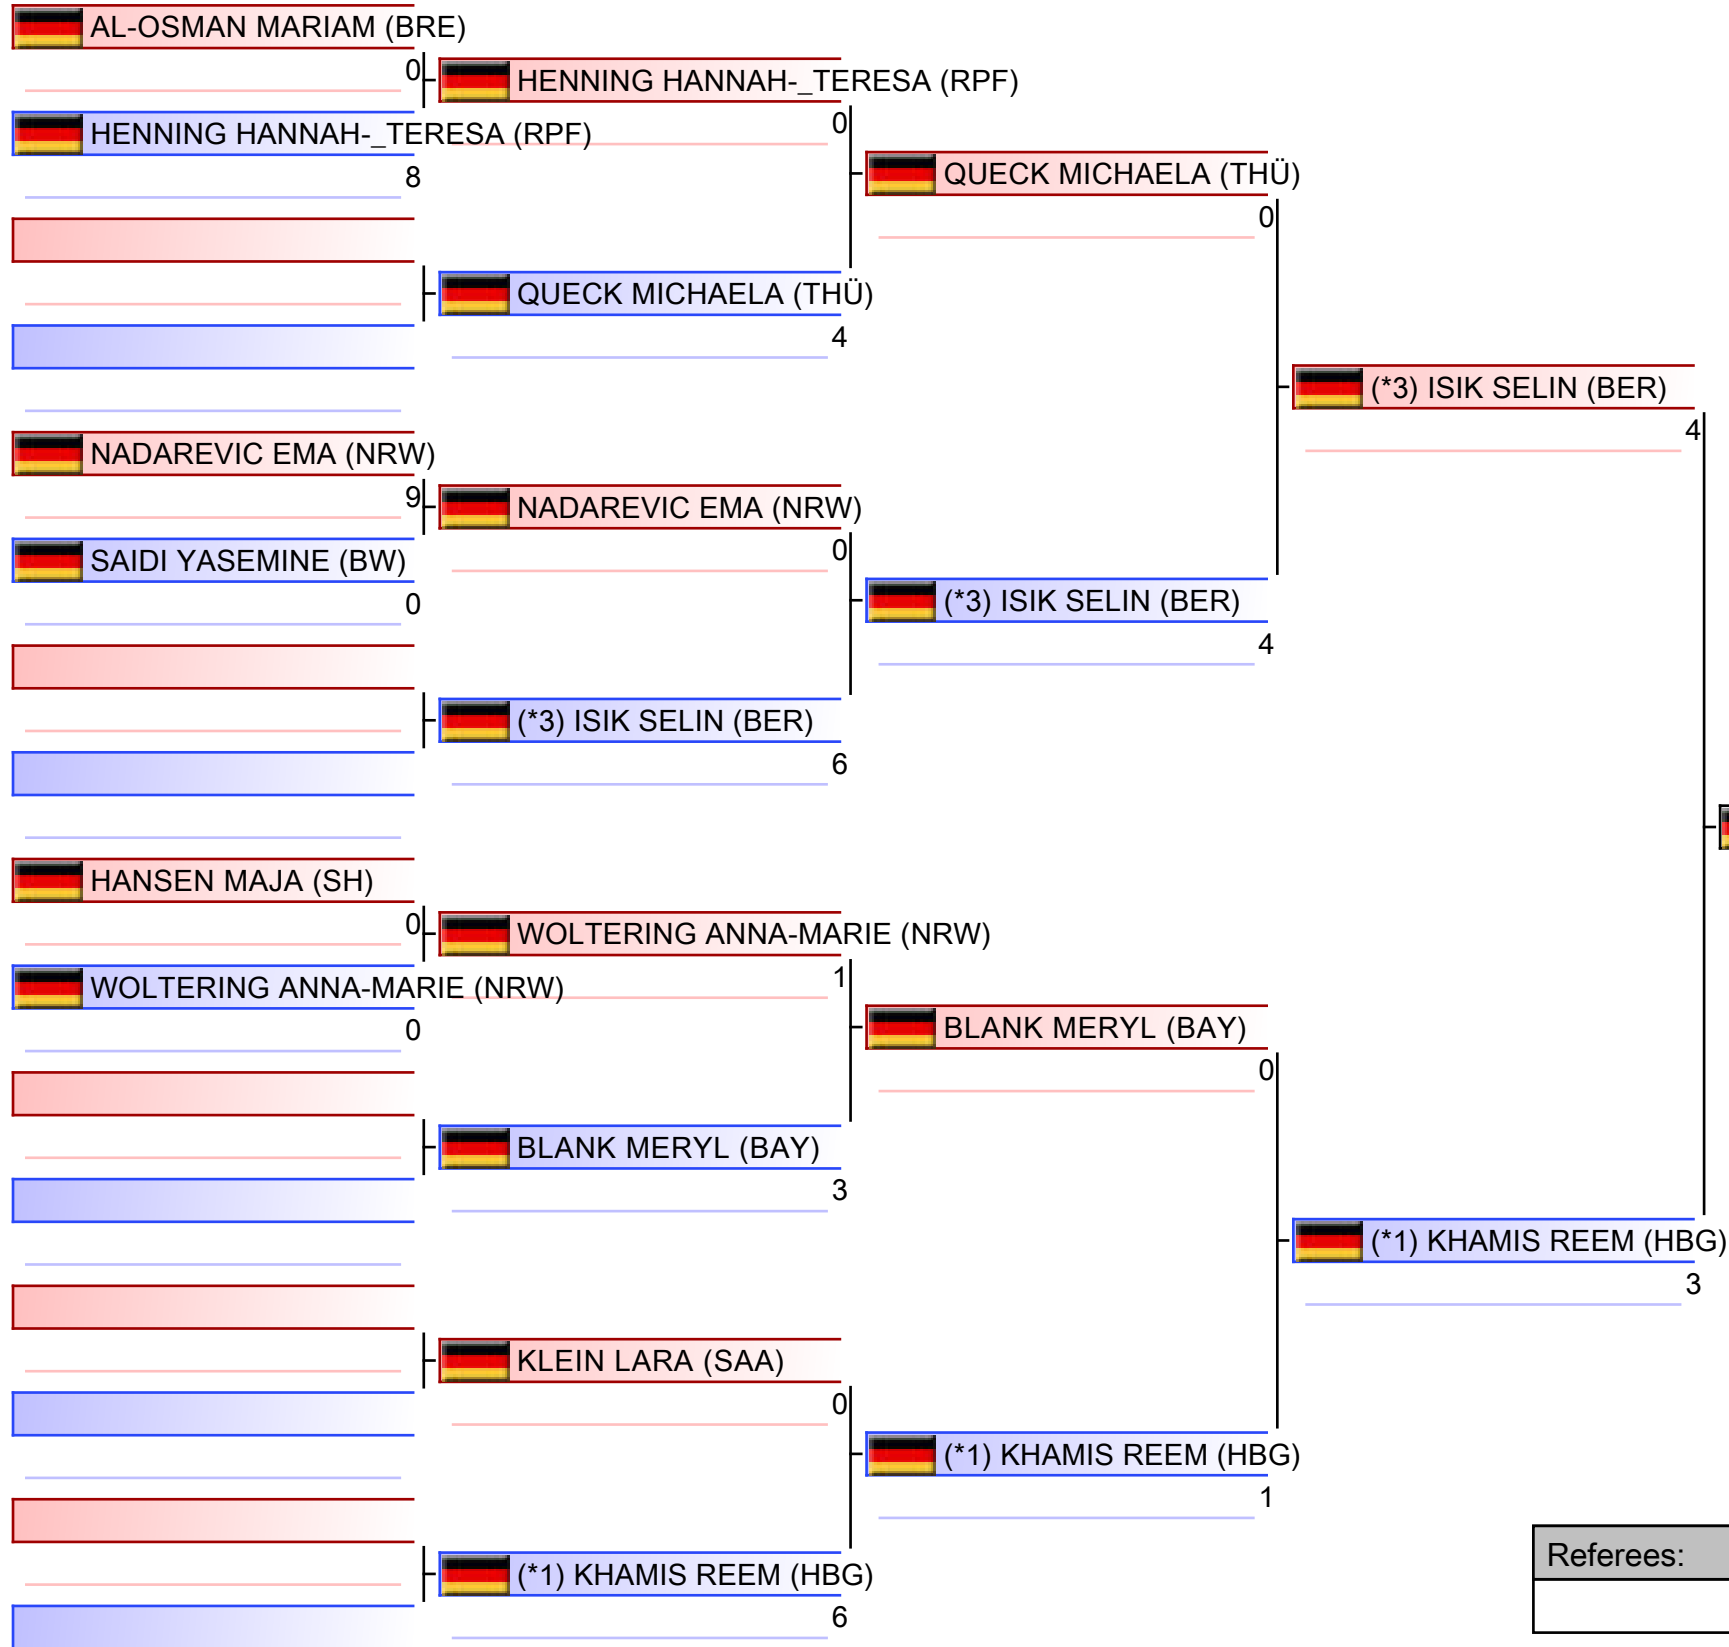 AL-OSMAN MARIAM (BRE)
0
HENNING HANNAH-_TERESA (RPF)
8
NADAREVIC EMA (NRW)
9
SAIDI YASEMINE (BW)
0
HANSEN MAJA (SH)
0
WOLTERING ANNA-MARIE (NRW)
0
HENNING HANNAH-_TERESA (RPF)
0
QUECK MICHAELA (THÜ)
4
NADAREVIC EMA (NRW)
0
(*3) ISIK SELIN (BER)
6
WOLTERING ANNA-MARIE (NRW)
1
BLANK MERYL (BAY)
3
KLEIN LARA (SAA)
0
(*1) KHAMIS REEM (HBG)
6
QUECK MICHAELA (THÜ)
0
(*3) ISIK SELIN (BER)
4
BLANK MERYL (BAY)
0
(*1) KHAMIS REEM (HBG)
1
(*3) ISIK SELIN (BER)
4
(*1) KHAMIS REEM (HBG)
3
Referees: